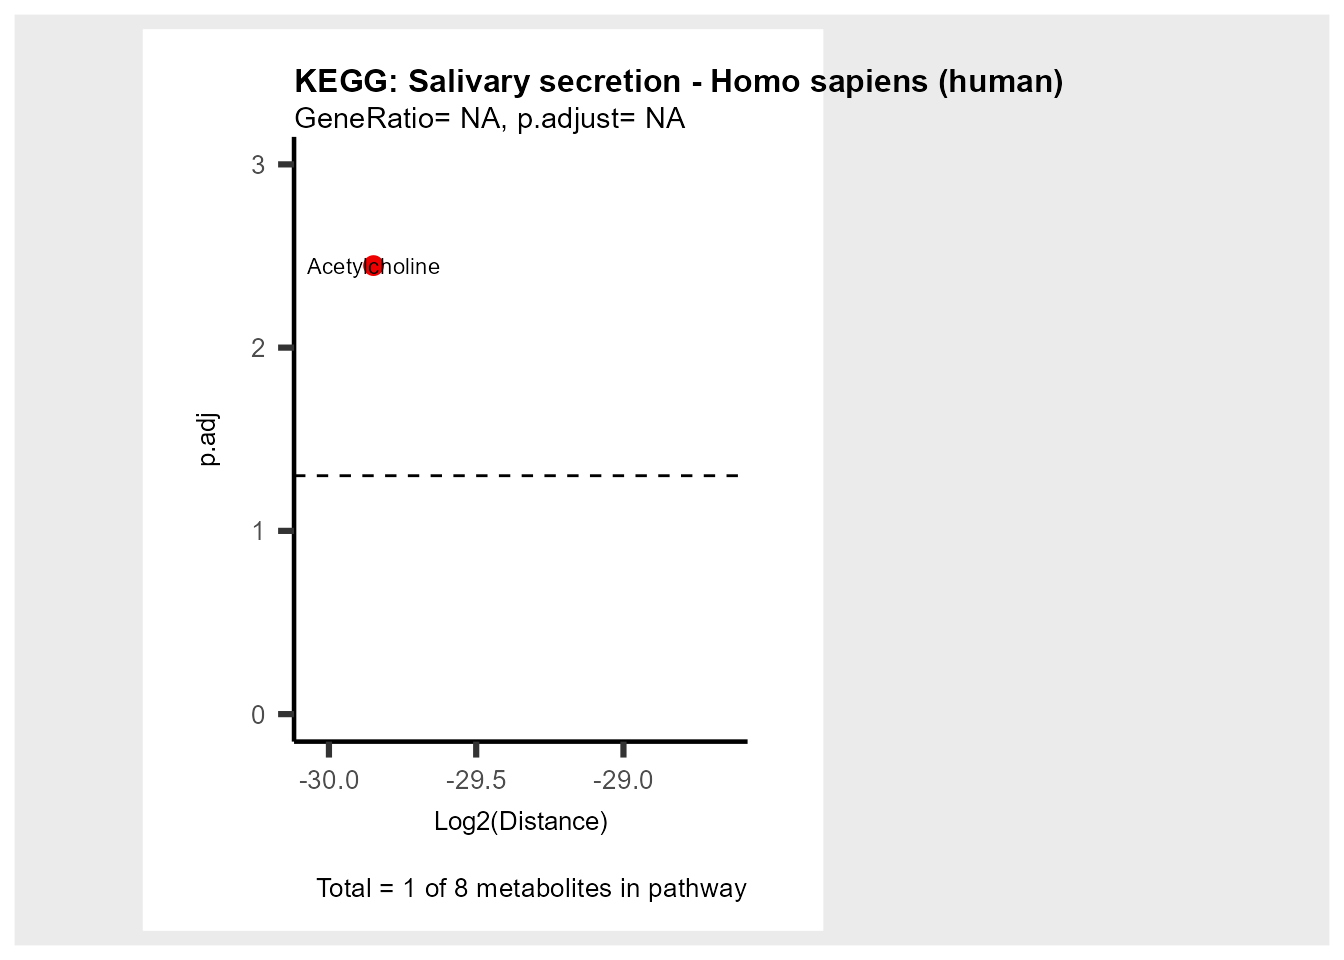 KEGG: Salivary secretion - Homo sapiens (human)
GeneRatio= NA, p.adjust= NA
3
Acetylcholine
2
p.adj
1
0
-30.0 -29.5 -29.0
Log2(Distance)
Total = 1 of 8 metabolites in pathway